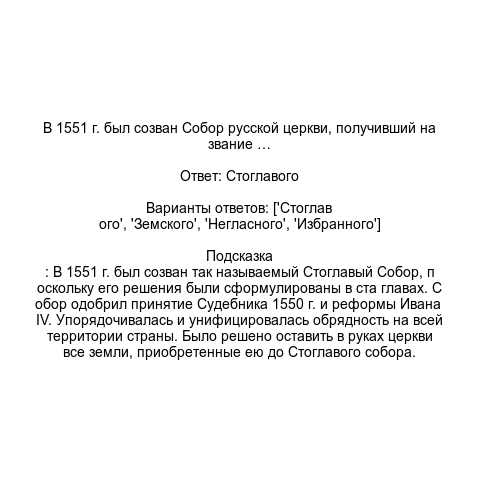 В 1551 г. был созван Собор русской церкви, получивший на
звание …
Ответ: Стоглавого
Варианты ответов: ['Стоглав
ого', 'Земского', 'Негласного', 'Избранного']
Подсказка
: В 1551 г. был созван так называемый Стоглавый Собор, п
оскольку его решения были сформулированы в ста главах. С
обор одобрил принятие Судебника 1550 г. и реформы Ивана
IV. Упорядочивалась и унифицировалась обрядность на всей
территории страны. Было решено оставить в руках церкви
все земли, приобретенные ею до Стоглавого собора.